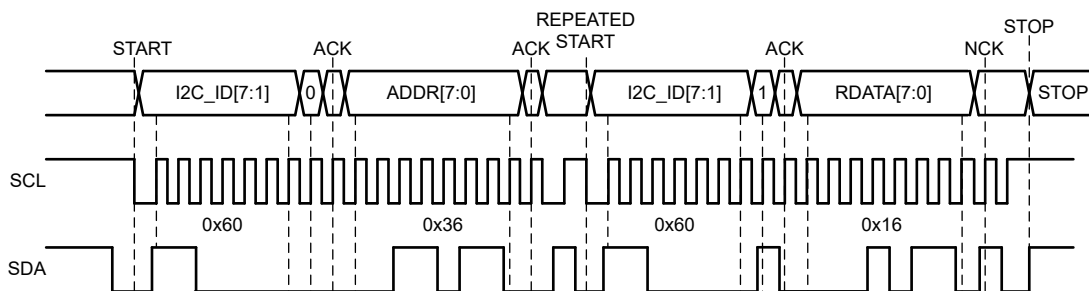 REPEATED
START
STOP
START
ACK
ACK
ACK
NCK
I2C_ID[7:1]
0
ADDR[7:0]
I2C_ID[7:1]
1
RDATA[7:0]
STOP
SCL
0x60
0x36
0x60
0x16
SDA